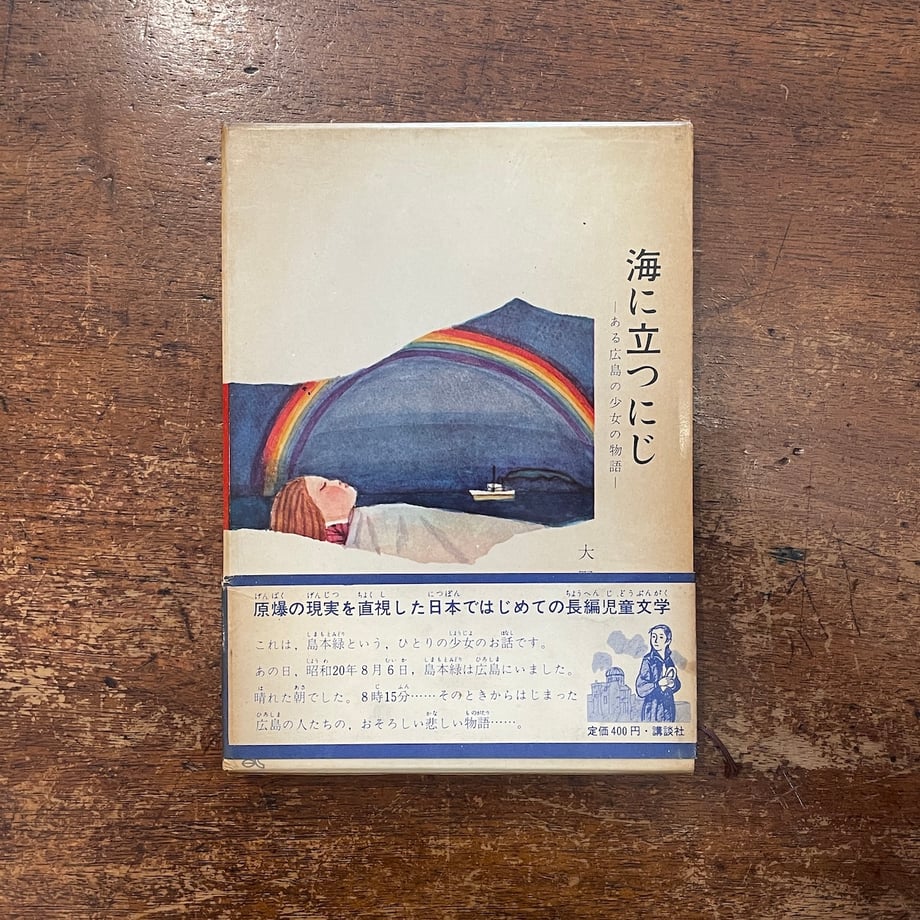 海に立つにじ
―ある広島の少女の物語―
大
原爆の現実を直視した日本ではじめての長編児童文学
これは，島本緑という，ひとりの少女のお話です。
あの日，昭和20年8月6日，島本緑は広島にいました。
晴れた朝でした。8時15分……そのときからはじまった
広島の人たちの，おそろしい悲しい物語……。
定価400円・講談社